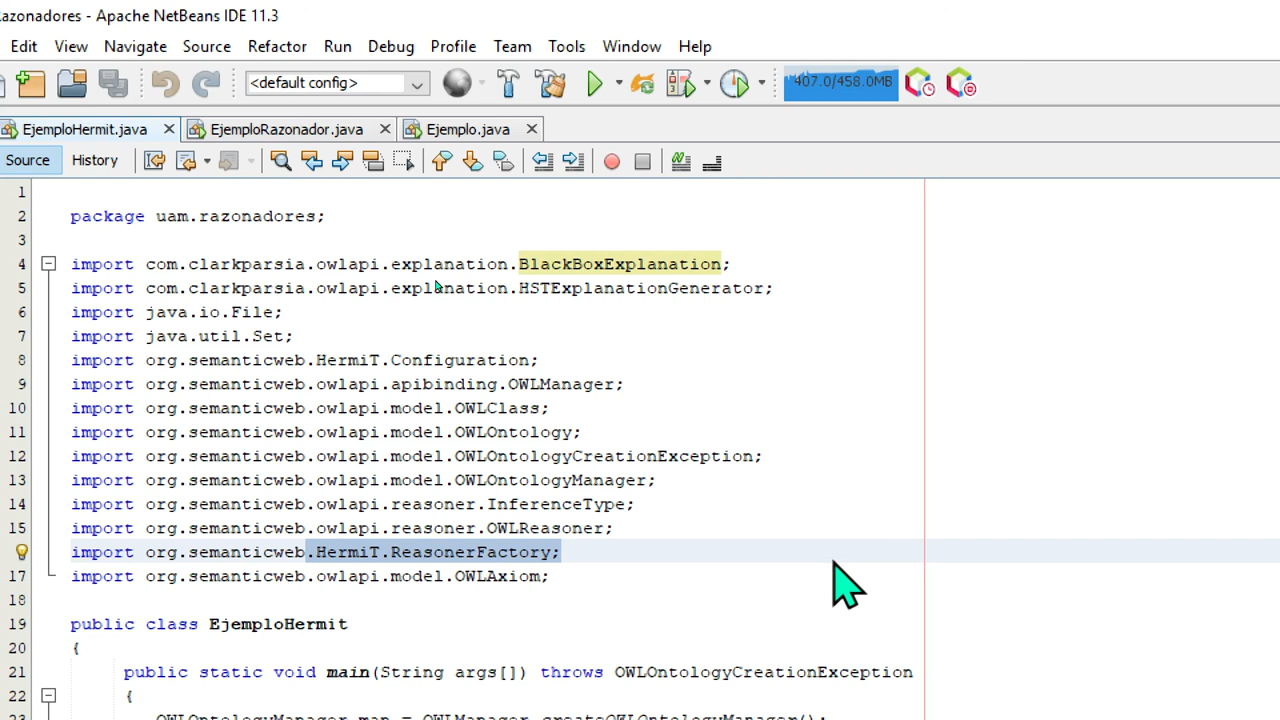 azonadores - Apache NetBeans IDE 11.3
Edit View Navigate Source Refactor Run Debug Profile Team Tools Window Help
<default config> 407.0/458.0MB
EjemploHermit.java EjemploRazonador.java Ejemplo.java
Source History
1
2 package uam.razonadores;
3
4 import com.clarkparsia.owlapi.explanation.BlackBoxExplanation;
5 import com.clarkparsia.owlapi.explanation.HSTExplanationGenerator;
6 import java.io.File;
7 import java.util.Set;
8 import org.semanticweb.HermiT.Configuration;
9 import org.semanticweb.owlapi.apibinding.OWLManager;
10 import org.semanticweb.owlapi.model.OWLClass;
11 import org.semanticweb.owlapi.model.OWLOntology;
12 import org.semanticweb.owlapi.model.OWLOntologyCreationException;
13 import org.semanticweb.owlapi.model.OWLOntologyManager;
14 import org.semanticweb.owlapi.reasoner.InferenceType;
15 import org.semanticweb.owlapi.reasoner.OWLReasoner;
import org.semanticweb.HermiT.ReasonerFactory;
17 import org.semanticweb.owlapi.model.OWLAxiom;
18
19 public class EjemploHermit
20 {
21 public static void main(String args[]) throws OWLOntologyCreationException
22 {
23 OWLOntologyManager man = OWLManager.createOWLOntologyManager();